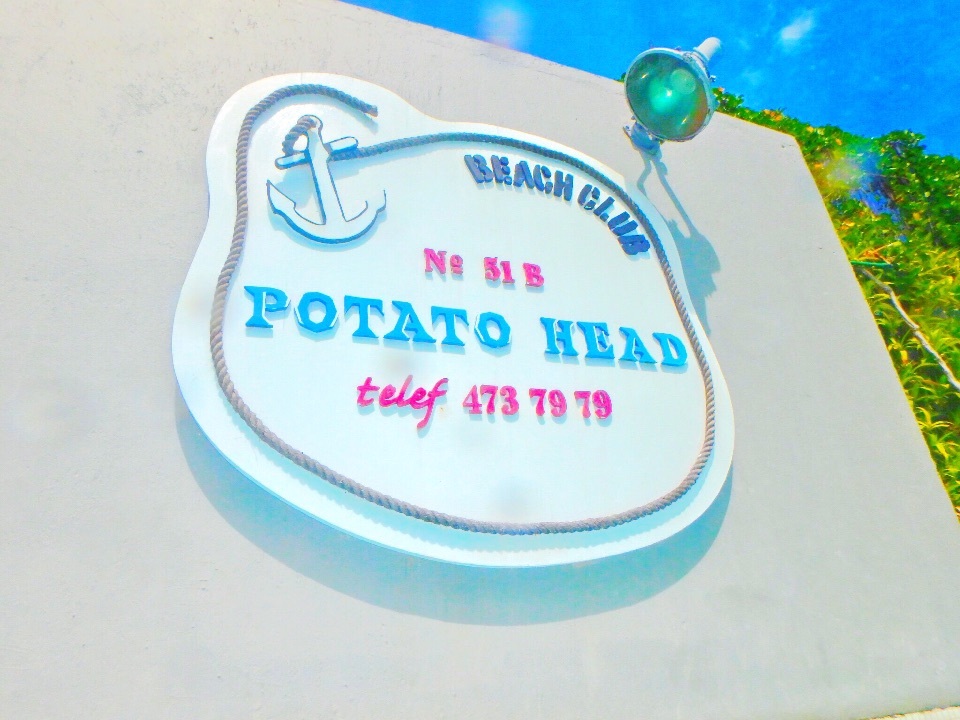 BEACH CLUB
Nº 51 B
POTATO HEAD
telef 473 79 79